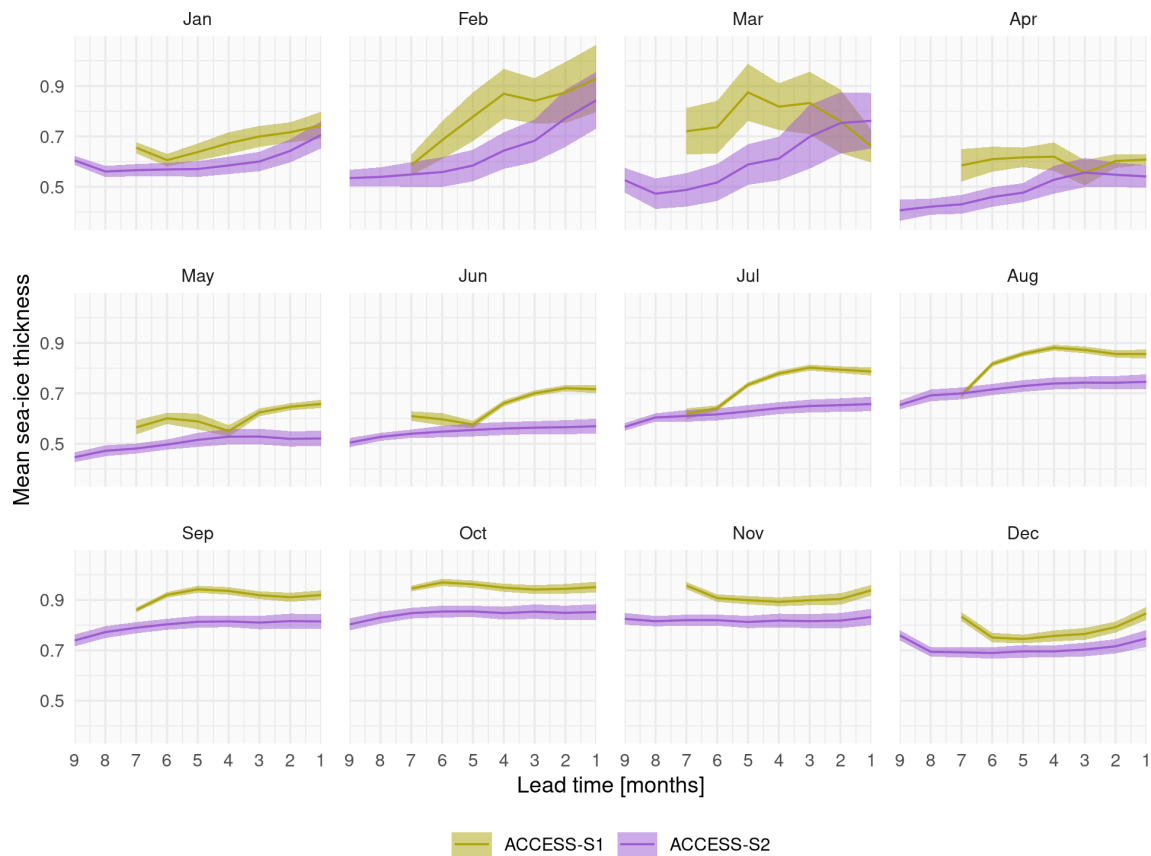 Jan Feb Mar Apr
0.9
0.7
0.5
May Jun Jul Aug
0.9
0.7
0.5
Mean sea-ice thickness
Sep Oct Nov Dec
0.9
0.7
0.5
9 8 7 6 5 4 3 2 1 9 8 7 6 5 4 3 2 1 9 8 7 6 5 4 3 2 1 9 8 7 6 5 4 3 2 1
Lead time [months]
ACCESS-S1 ACCESS-S2